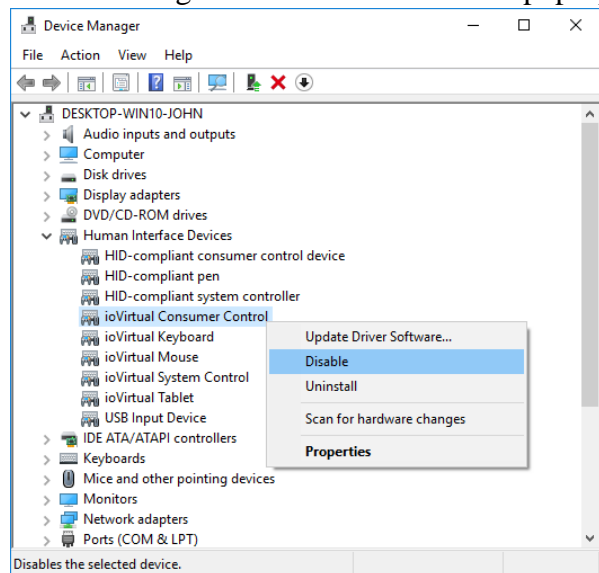 Device Manager
File Action View Help
DESKTOP-WIN10-JOHN
Audio inputs and outputs
Computer
Disk drives
Display adapters
DVD/CD-ROM drives
Human Interface Devices
HID-compliant consumer control device
HID-compliant pen
HID-compliant system controller
ioVirtual Consumer Control
ioVirtual Keyboard
ioVirtual Mouse
ioVirtual System Control
ioVirtual Tablet
USB Input Device
IDE ATA/ATAPI controllers
Keyboards
Mice and other pointing devices
Monitors
Network adapters
Ports (COM & LPT)
Update Driver Software...
Disable
Uninstall
Scan for hardware changes
Properties
Disables the selected device.